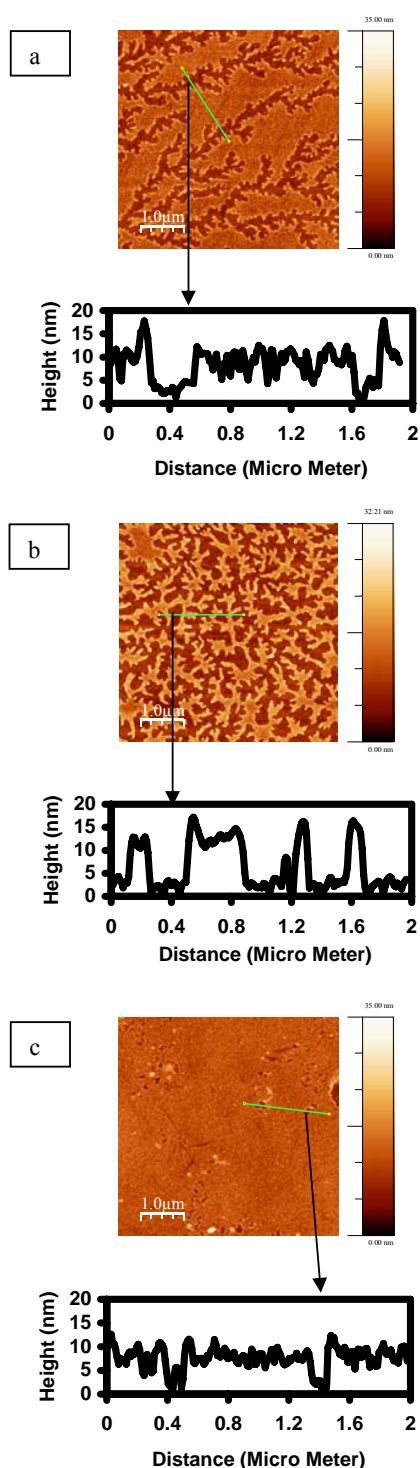 35.00 nm
a
1.0µm
0.00 nm
20
15
10
5
0
Height (nm)
0 0.4 0.8 1.2 1.6 2
Distance (Micro Meter)
32.21 nm
b
1.0µm
0.00 nm
20
15
10
5
0
Height (nm)
0 0.4 0.8 1.2 1.6 2
Distance (Micro Meter)
35.00 nm
c
1.0µm
0.00 nm
20
15
10
5
0
Height (nm)
0 0.4 0.8 1.2 1.6 2
Distance (Micro Meter)